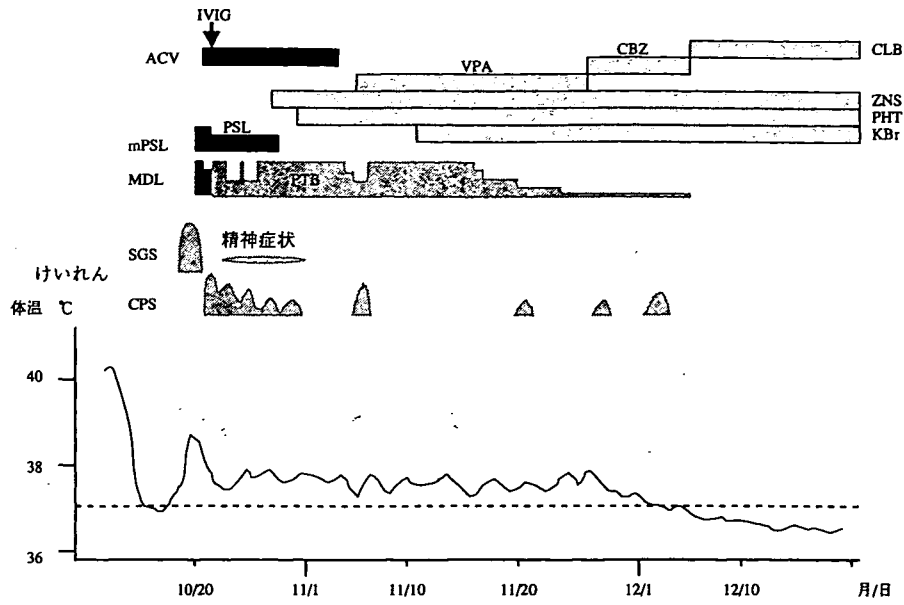 IVIG
ACV
CBZ
CLB
VPA
ZNS
PHT
KBr
PSL
mPSL
MDL
PTB
SGS
精神症状
けいれん
CPS
体温 ℃
40
38
36
10/20 11/1 11/10 11/20 12/1 12/10 月/日